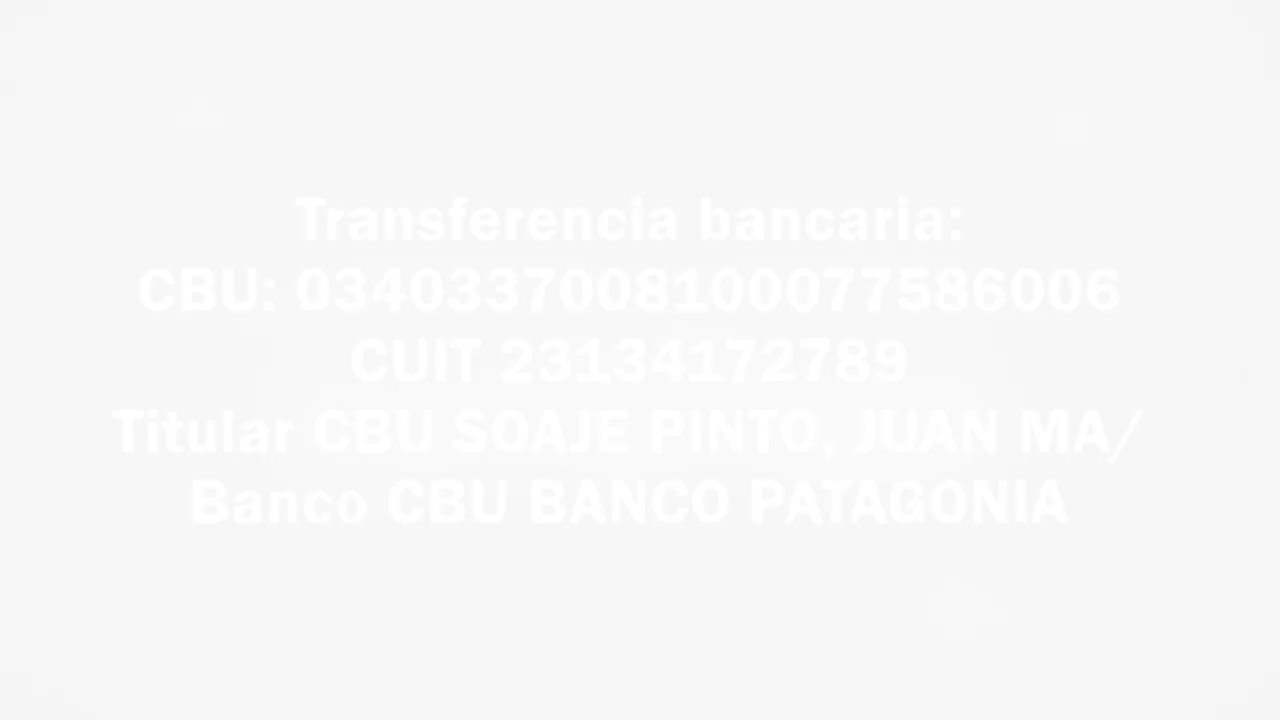 Transferencia bancaria:
CBU: 0340337008100077586006
CUIT 23134172789
Titular CBU SOAJE PINTO, JUAN MA/
Banco CBU BANCO PATAGONIA